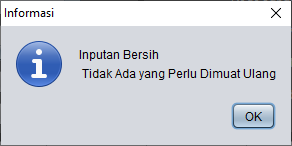 Informasi
Inputan Bersih
Tidak Ada yang Perlu Dimuat Ulang
OK